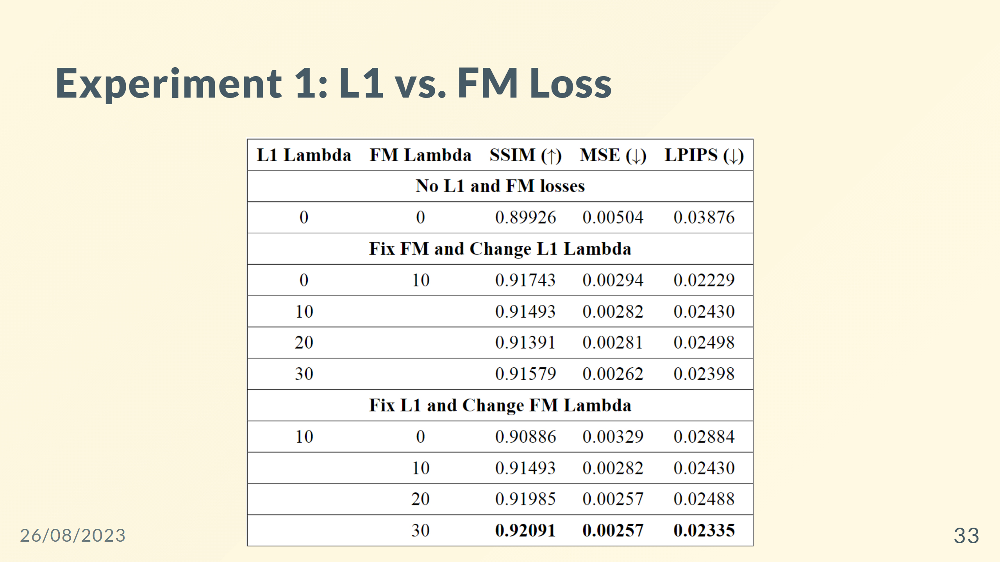 Experiment 1: L1 vs. FM Loss
L1 Lambda FM Lambda SSIM (↑) MSE (↓) LPIPS (↓)
No L1 and FM losses
0 0 0.89926 0.00504 0.03876
Fix FM and Change L1 Lambda
0 10 0.91743 0.00294 0.02229
10 0.91493 0.00282 0.02430
20 0.91391 0.00281 0.02498
30 0.91579 0.00262 0.02398
Fix L1 and Change FM Lambda
10 0 0.90886 0.00329 0.02884
10 0.91493 0.00282 0.02430
20 0.91985 0.00257 0.02488
30 0.92091 0.00257 0.02335
26/08/2023
33